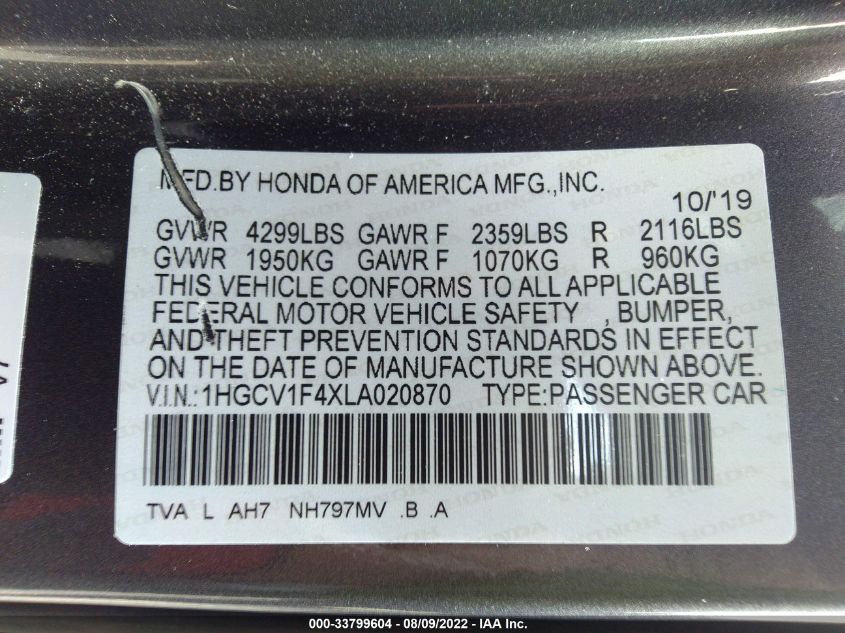 MFD.BY HONDA OF AMERICA MFG.,INC.
10/'19
GVWR 4299LBS GAWR F 2359LBS R 2116LBS
GVWR 1950KG GAWR F 1070KG R 960KG
THIS VEHICLE CONFORMS TO ALL APPLICABLE
FEDERAL MOTOR VEHICLE SAFETY , BUMPER,
AND THEFT PREVENTION STANDARDS IN EFFECT
ON THE DATE OF MANUFACTURE SHOWN ABOVE.
V.I.N.:1HGCV1F4XLA020870 TYPE:PASSENGER CAR
TVA L AH7 NH797MV .B .A
000-33799604 - 08/09/2022 - IAA Inc.